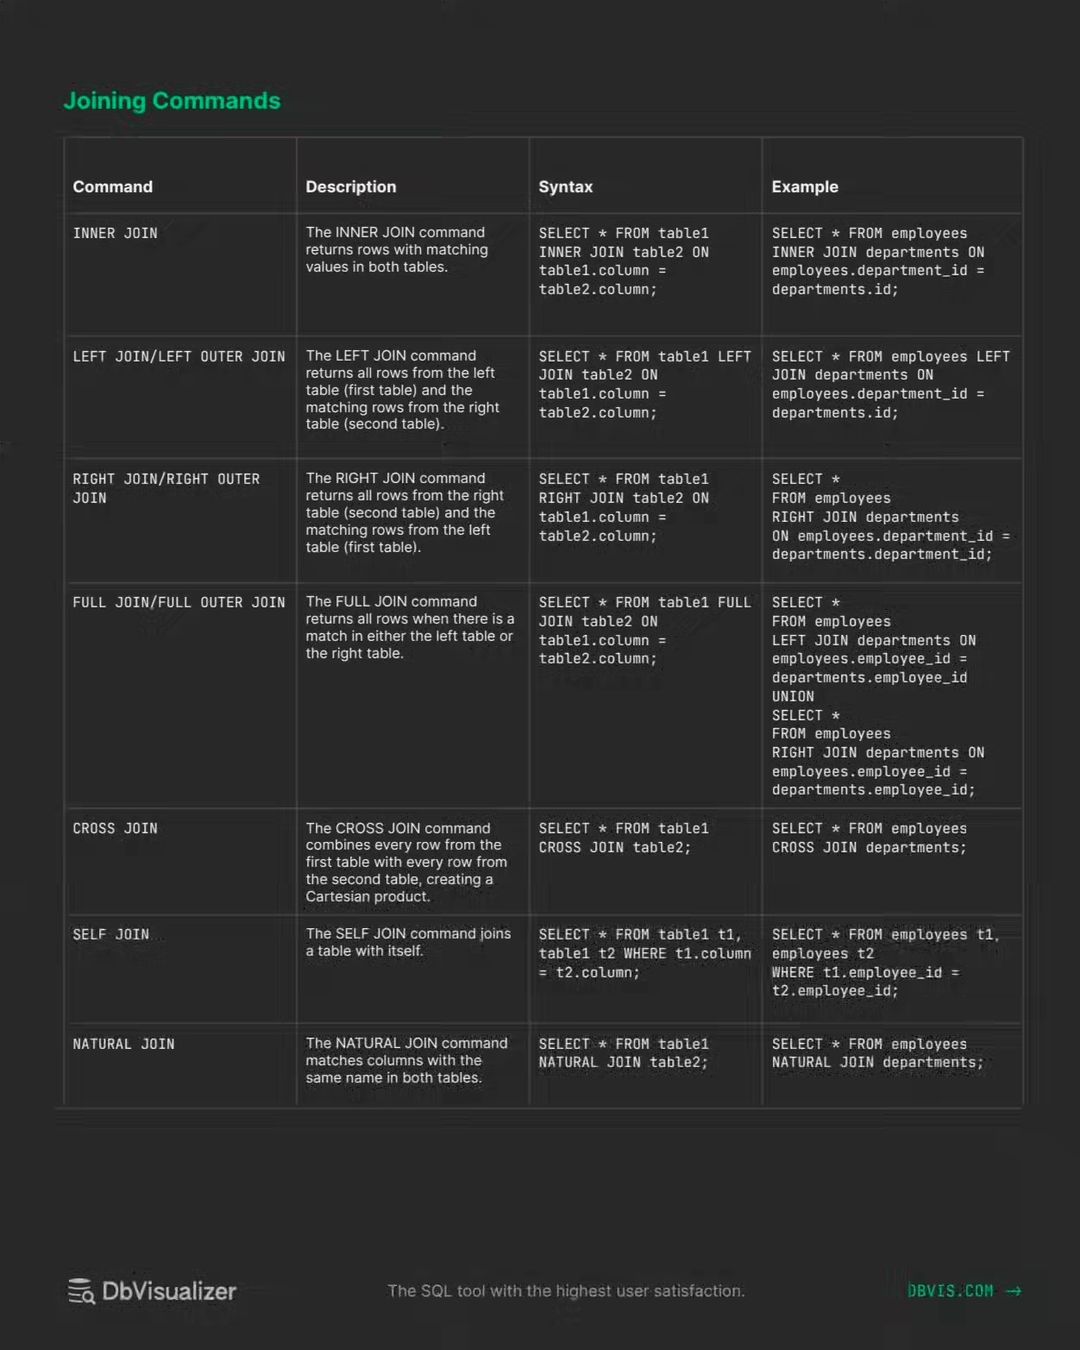 Joining Commands
Command
Description
Syntax
Example
INNER JOIN
The INNER JOIN command
returns rows with matching
values in both tables.
SELECT * FROM table1
INNER JOIN table2 ON
table1.column =
table2.column;
SELECT * FROM employees
INNER JOIN departments ON
employees.department_id =
departments.id;
LEFT JOIN/LEFT OUTER JOIN
The LEFT JOIN command
returns all rows from the left
table (first table) and the
matching rows from the right
table (second table).
SELECT * FROM table1 LEFT
JOIN table2 ON
table1.column =
table2.column;
SELECT * FROM employees LEFT
JOIN departments ON
employees.department_id =
departments.id;
RIGHT JOIN/RIGHT OUTER
JOIN
The RIGHT JOIN command
returns all rows from the right
table (second table) and the
matching rows from the left
table (first table).
SELECT * FROM table1
RIGHT JOIN table2 ON
table1.column =
table2.column;
SELECT *
FROM employees
RIGHT JOIN departments
ON employees.department_id =
departments.department_id;
FULL JOIN/FULL OUTER JOIN
The FULL JOIN command
returns all rows when there is a
match in either the left table or
the right table.
SELECT * FROM table1 FULL
JOIN table2 ON
table1.column =
table2.column;
SELECT *
FROM employees
LEFT JOIN departments ON
employees.employee_id =
departments.employee_id
UNION
SELECT *
FROM employees
RIGHT JOIN departments ON
employees.employee_id =
departments.employee_id;
CROSS JOIN
The CROSS JOIN command
combines every row from the
first table with every row from
the second table, creating a
Cartesian product.
SELECT * FROM table1
CROSS JOIN table2;
SELECT * FROM employees
CROSS JOIN departments;
SELF JOIN
The SELF JOIN command joins
a table with itself.
SELECT * FROM table1 t1,
table1 t2 WHERE t1.column
= t2.column;
SELECT * FROM employees t1,
employees t2
WHERE t1.employee_id =
t2.employee_id;
NATURAL JOIN
The NATURAL JOIN command
matches columns with the
same name in both tables.
SELECT * FROM table1
NATURAL JOIN table2;
SELECT * FROM employees
NATURAL JOIN departments;
DbVisualizer
The SQL tool with the highest user satisfaction.
DBVIS.COM →